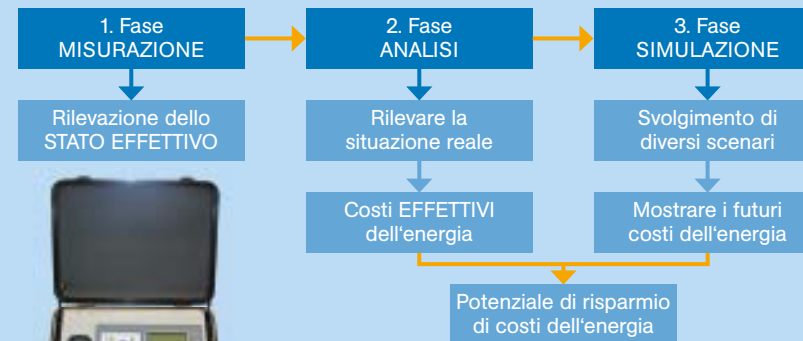 1. Fase
MISURAZIONE
2. Fase
ANALISI
3. Fase
SIMULAZIONE
Rilevazione dello
STATO EFFETTIVO
Rilevare la
situazione reale
Svolgimento di
diversi scenari
Costi EFFETTIVI
dell‘energia
Mostrare i futuri
costi dell‘energia
Potenziale di risparmio
di costi dell‘energia